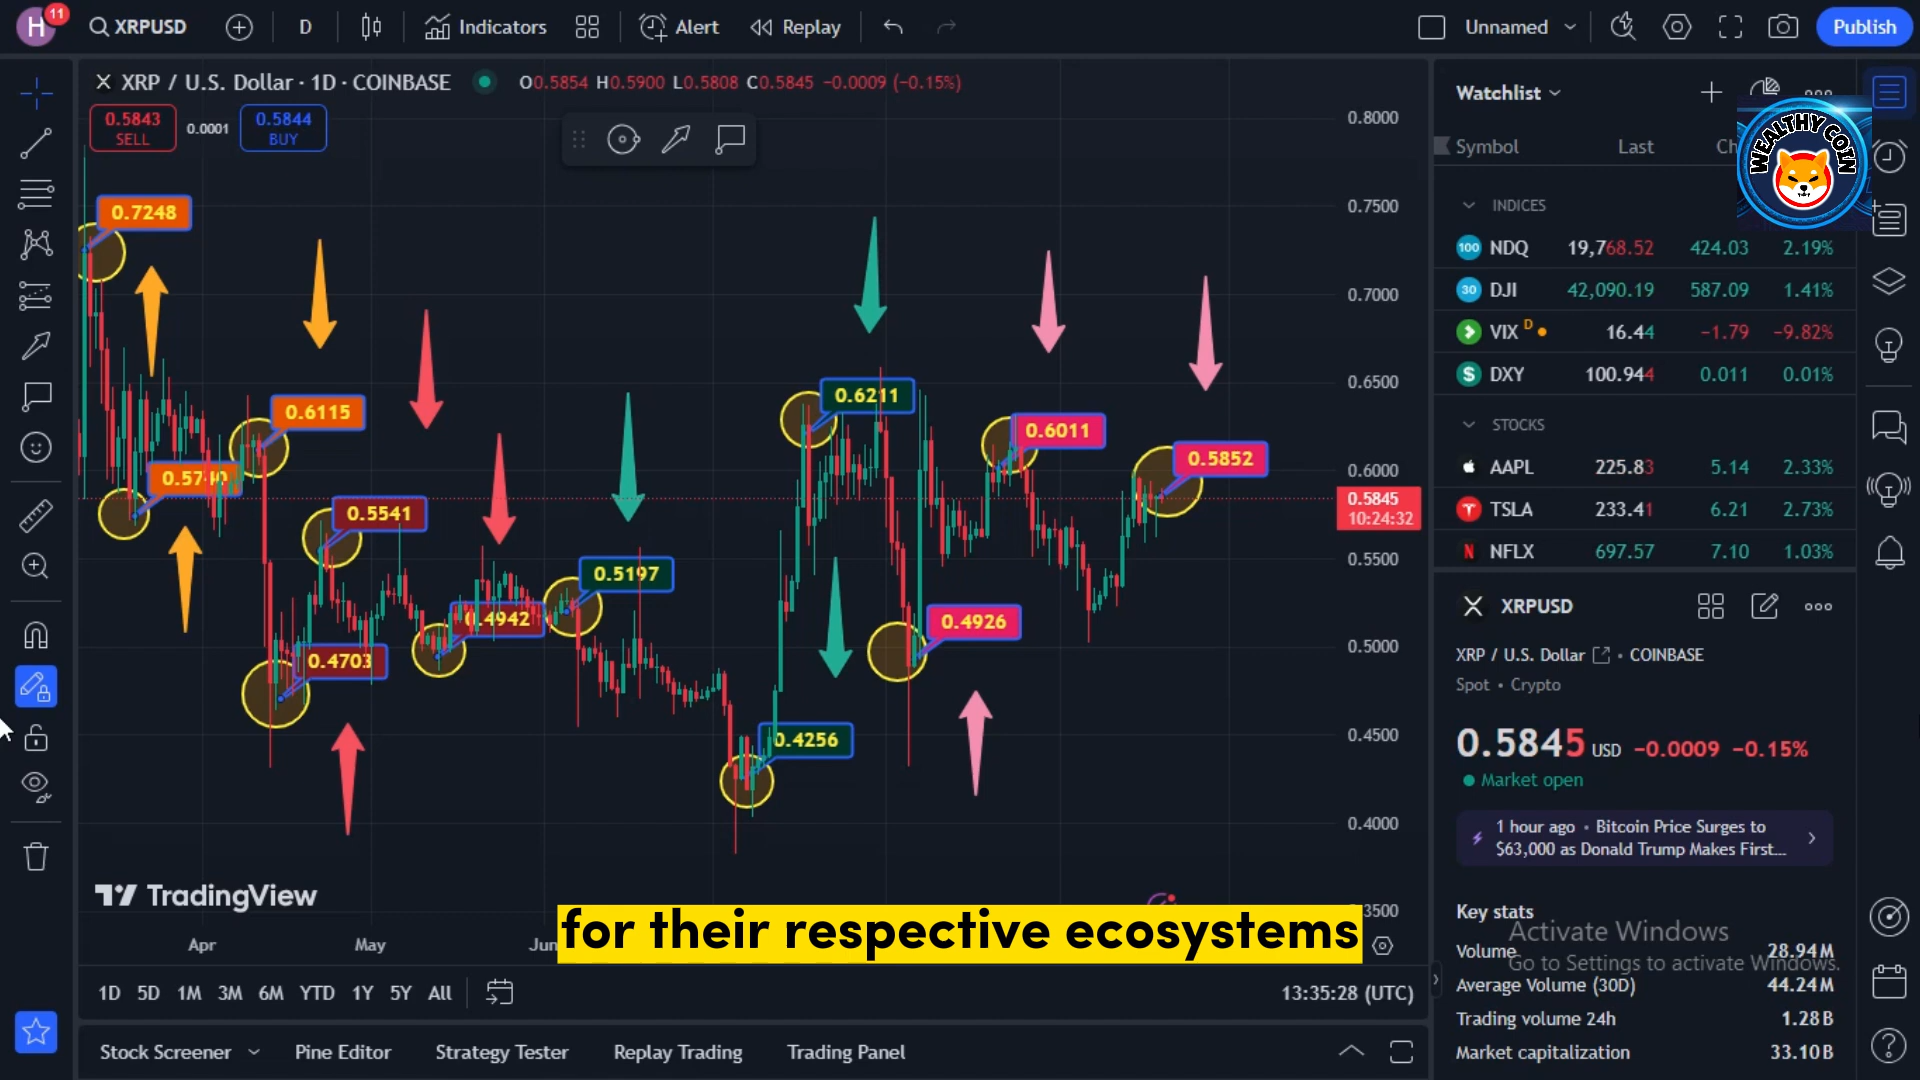 H 11 XRPUSD D Indicators Alert Replay Unnamed Publish
X XRP / U.S. Dollar · 1D · COINBASE O0.5854 H0.5900 L0.5808 C0.5845 −0.0009 (−0.15%)
0.5843 SELL 0.0001 0.5844 BUY
0.8000
0.7500
0.7000
0.6500
0.6000
0.5845
10:24:32
0.5500
0.5000
0.4500
0.4000
0.7248
0.6115
0.5541
0.4703
0.4942
0.5197
0.4256
0.6211
0.4926
0.6011
0.5852
TradingView
for their respective ecosystems
Apr May
1D 5D 1M 3M 6M YTD 1Y 5Y All 13:35:28 (UTC)
Stock Screener Pine Editor Strategy Tester Replay Trading Trading Panel
Watchlist
WEALTHY COIN
Symbol Last
INDICES
100 NDQ 19,768.52 424.03 2.19%
30 DJI 42,090.19 587.09 1.41%
VIX D 16.44 −1.79 −9.82%
$ DXY 100.944 0.011 0.01%
STOCKS
AAPL 225.83 5.14 2.33%
TSLA 233.41 6.21 2.73%
N NFLX 697.57 7.10 1.03%
XRPUSD
XRP / U.S. Dollar • COINBASE
Spot • Crypto
0.5845 USD −0.0009 −0.15%
Market open
1 hour ago • Bitcoin Price Surges to
$63,000 as Donald Trump Makes First...
Key stats
Activate Windows
Volume 28.94M
Go to Settings to activate Windows.
Average Volume (30D) 44.24M
Trading volume 24h 1.28B
Market capitalization 33.10B